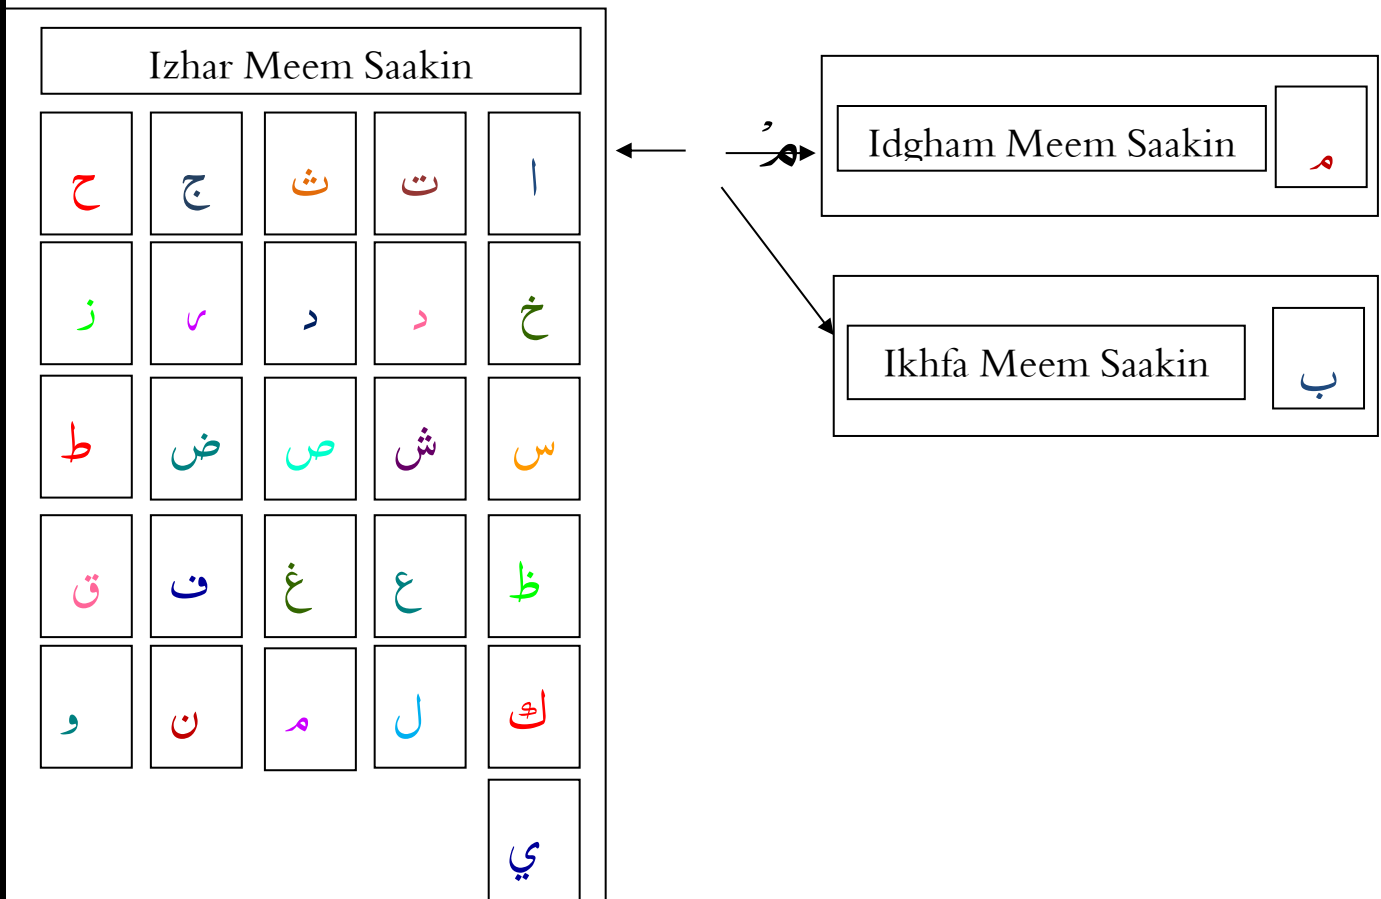 Izhar Meem Saakin
ا ت ث ج ح
خ د د ر ز
س ش ص ض ط
ظ ع غ ف ق
ك ل م ن و
ي
مْ
Idgham Meem Saakin م
Ikhfa Meem Saakin ب